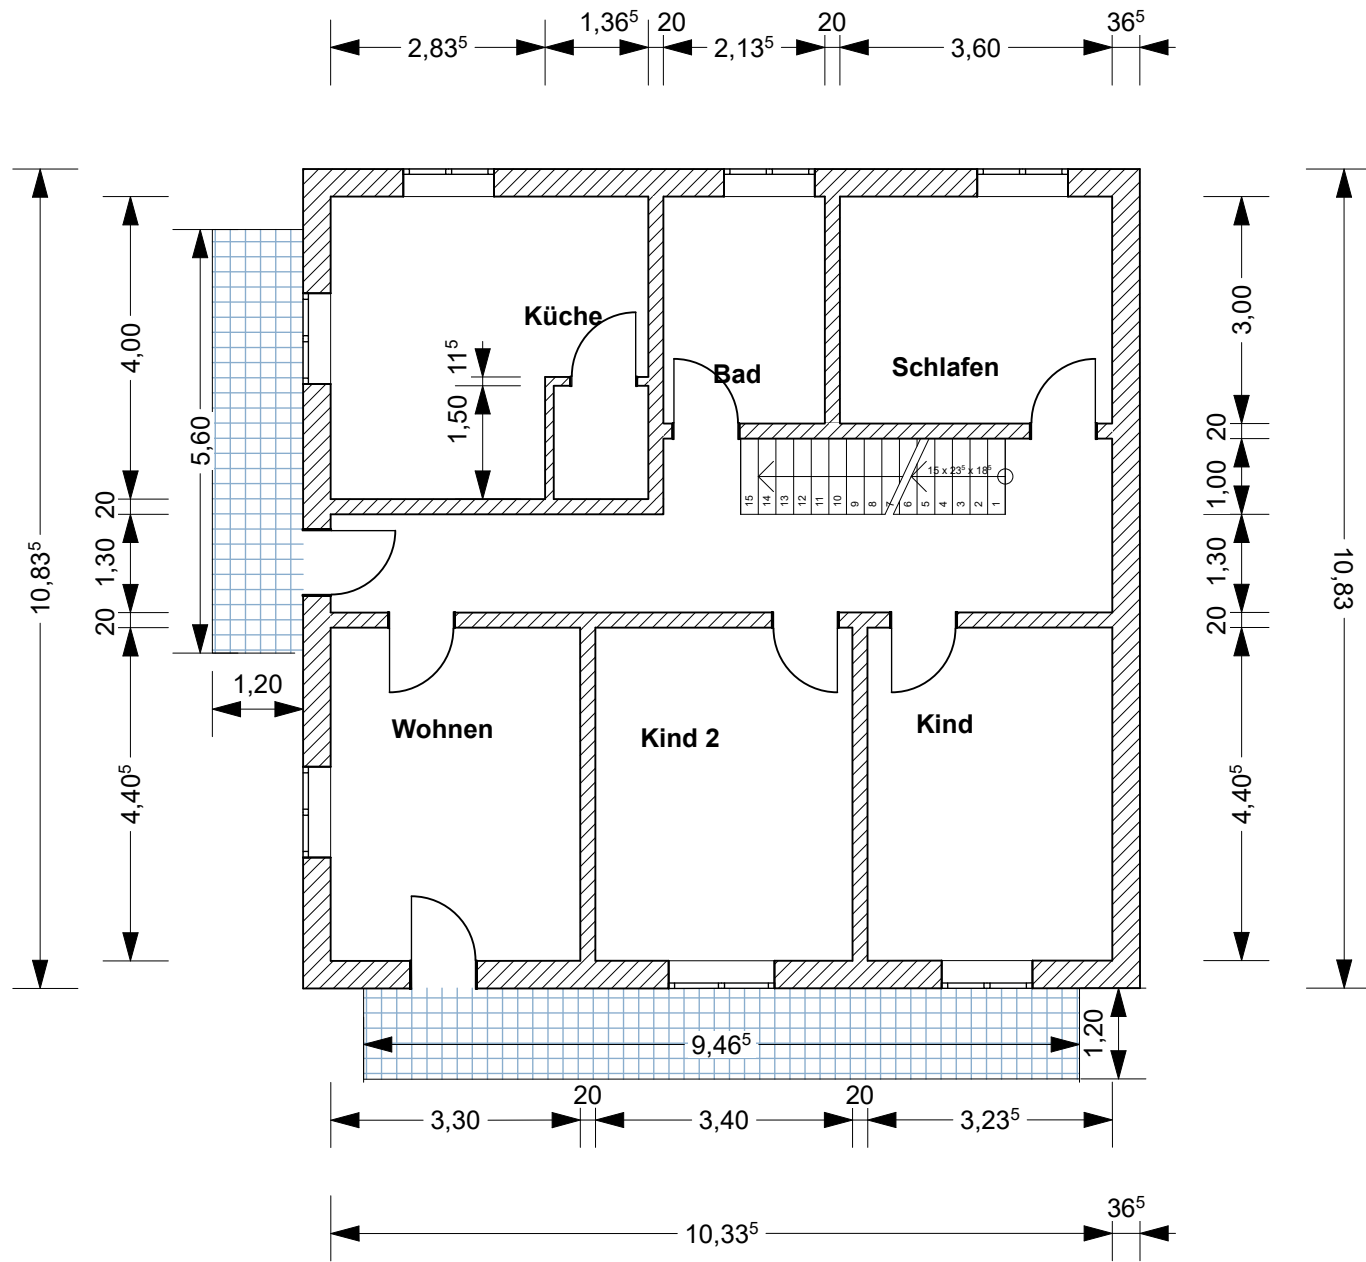 1,36⁵ 20 20 36⁵
2,83⁵ 2,13⁵ 3,60
Küche
4,00
11⁵
3,00
Bad
Schlafen
1,50
5,60
20
15 x 23⁵ x 18⁵
1,00
15 14 13 12 11 10 9 8 7 6 5 4 3 2 1
20
10,83⁵
1,30
1,30
10,83
20
20
1,20
Wohnen
Kind 2
Kind
4,40⁵
4,40⁵
9,46⁵
1,20
20 20
3,30 3,40 3,23⁵
36⁵
10,33⁵